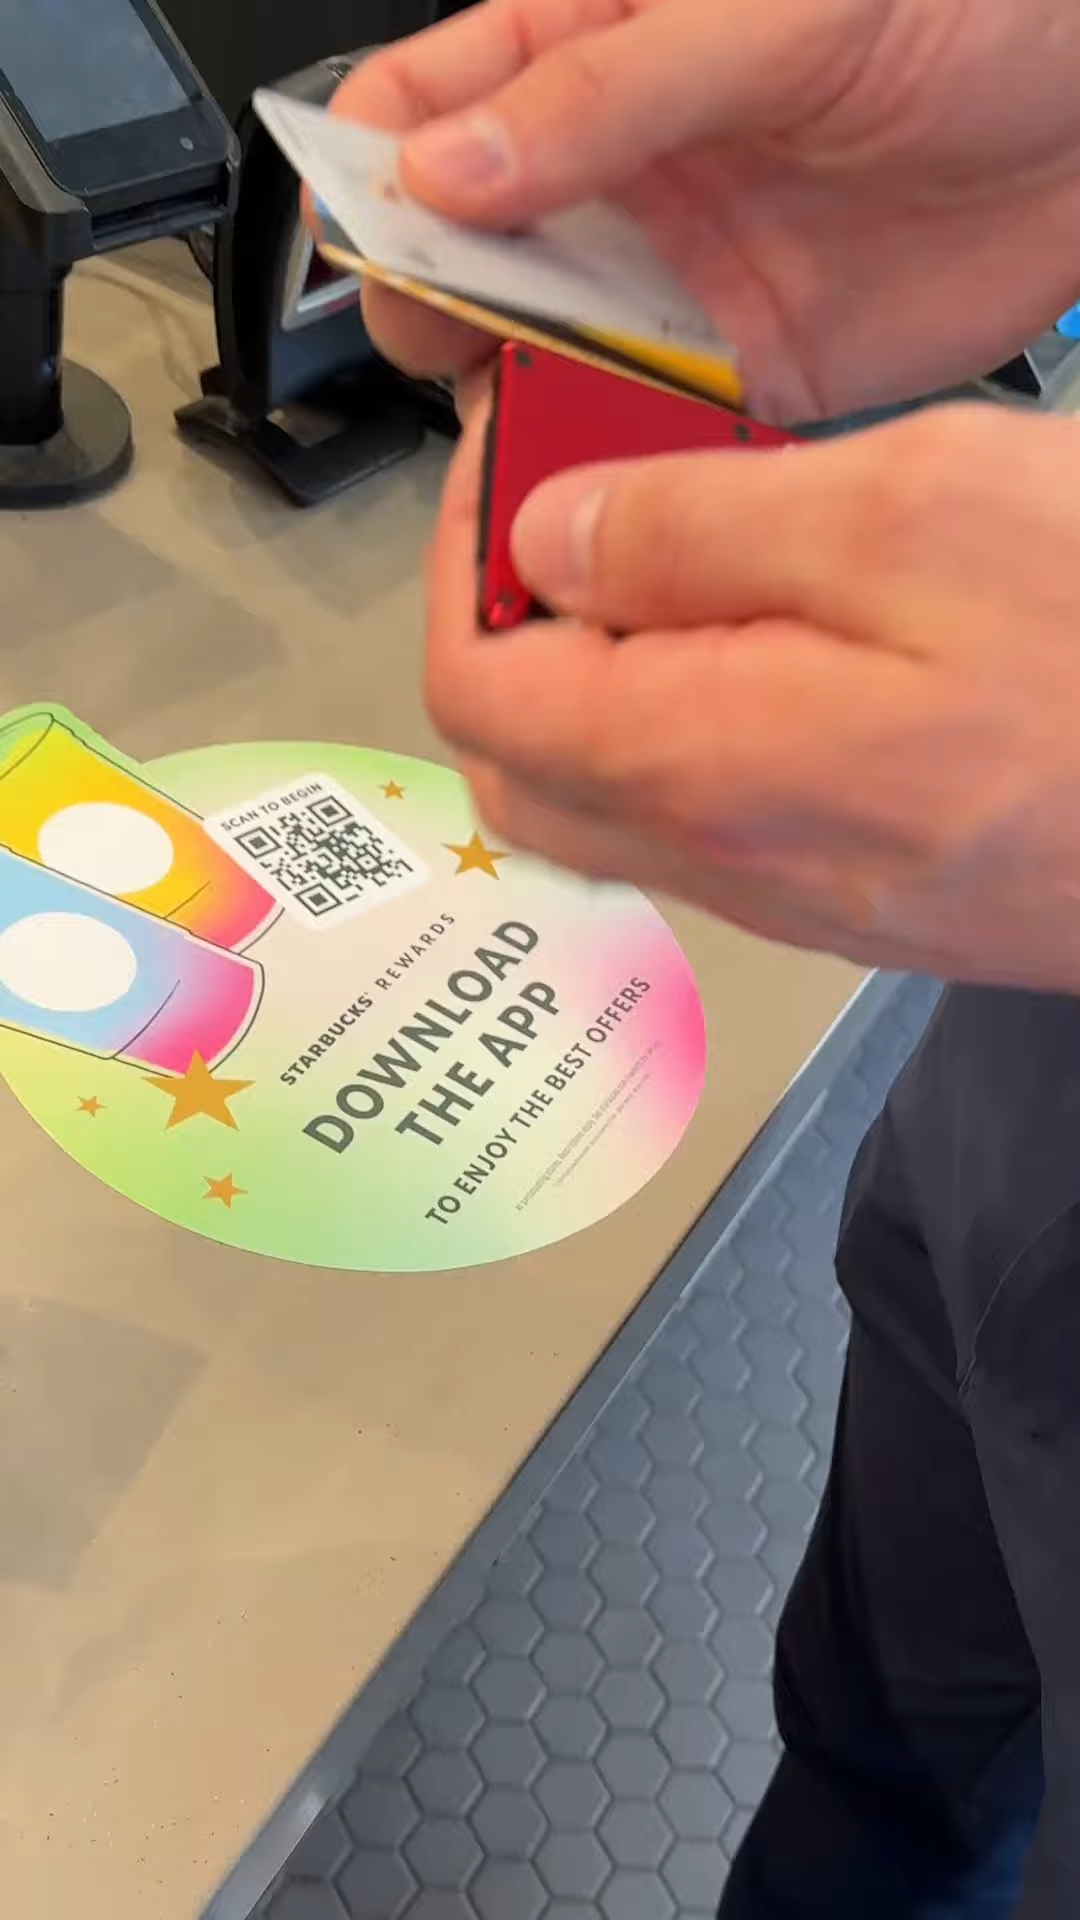 SCAN TO BEGIN
STARBUCKS® REWARDS
DOWNLOAD
THE APP
TO ENJOY THE BEST OFFERS